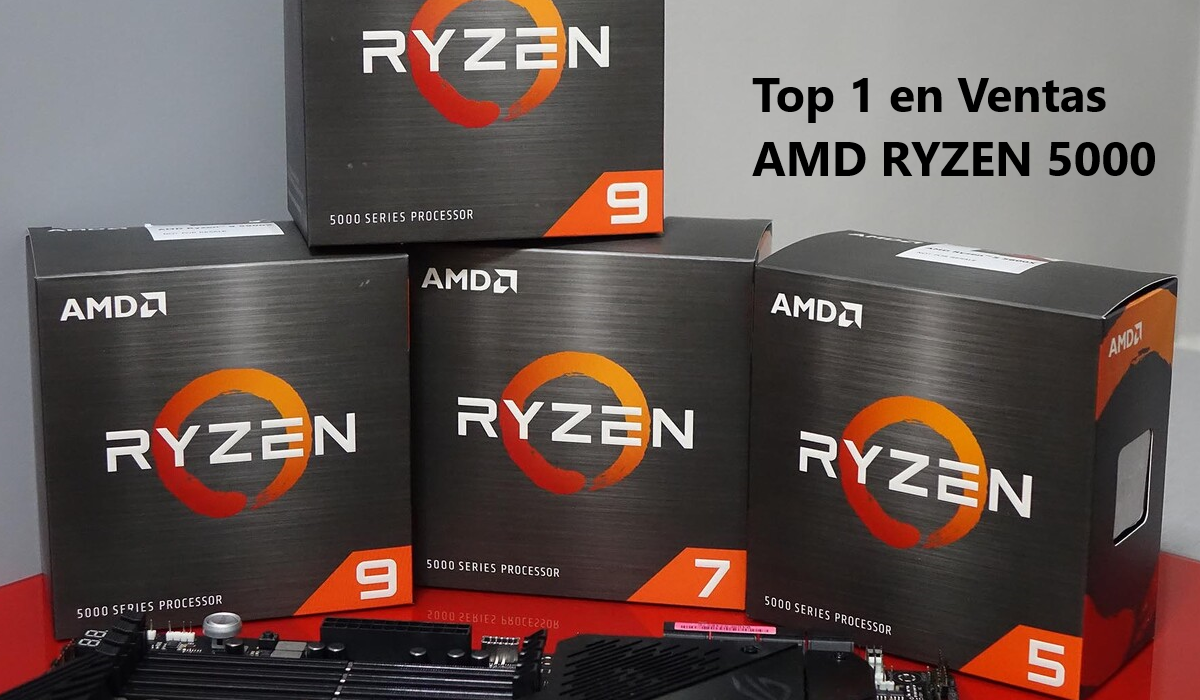 RYZEN
5000 SERIES PROCESSOR
9
Top 1 en Ventas
AMD RYZEN 5000
AMD
RYZEN
5000 SERIES PROCESSOR
9
AMD
RYZEN
5000 SERIES PROCESSOR
7
AMD
RYZEN
5000 SERIES PROCESSOR
5
AMD